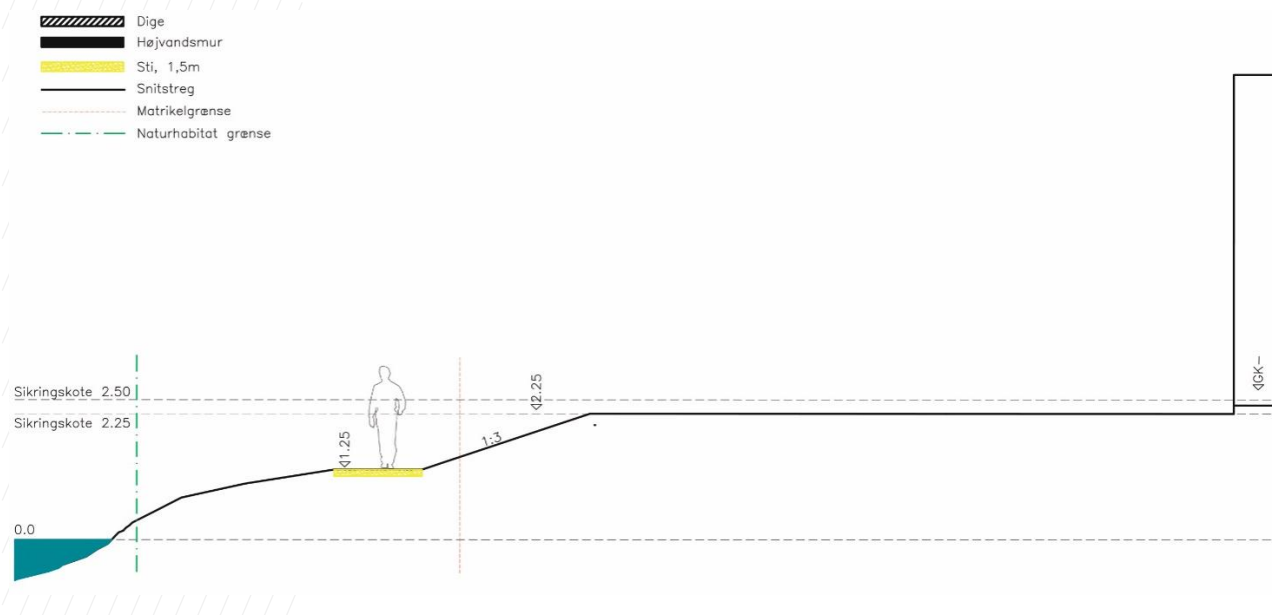 Dige
Højvandsmur
Sti, 1,5m
Snitstreg
Matrikelgrænse
Naturhabitat grænse
Sikringskote 2.50
Sikringskote 2.25
1.25
1:3
2.25
GK-
0.0